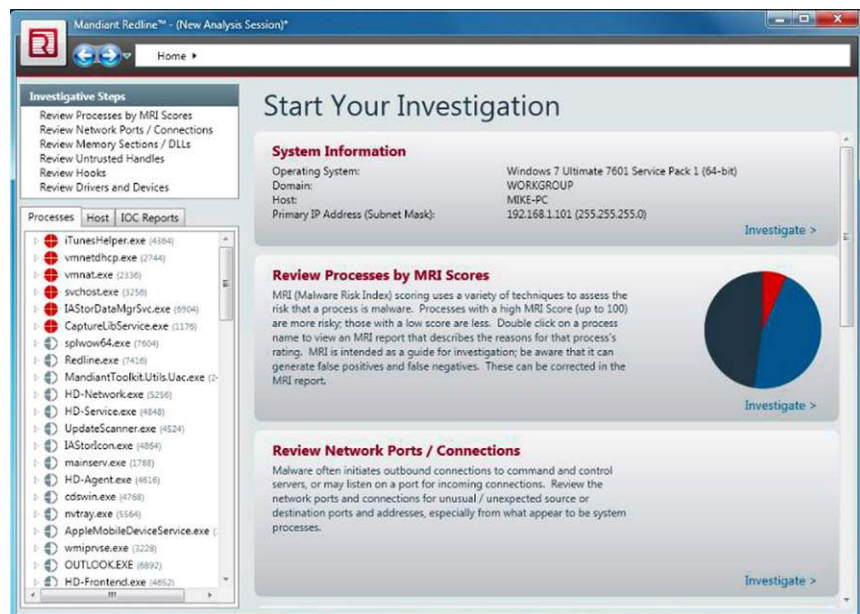 Mandiant Redline™ - (New Analysis Session)*
Home
Investigative Steps
Review Processes by MRI Scores
Review Network Ports / Connections
Review Memory Sections / DLLs
Review Untrusted Handles
Review Hooks
Review Drivers and Devices
Processes Host IOC Reports
iTunesHelper.exe (4364)
vmnetdhcp.exe (2744)
vmnat.exe (2336)
svchost.exe (3256)
IAStorDataMgrSvc.exe (6904)
CaptureLibService.exe (1176)
splwow64.exe (7604)
Redline.exe (7416)
MandiantToolkit.Utils.Uac.exe (2-
HD-Network.exe (5256)
HD-Service.exe (4848)
UpdateScanner.exe (4524)
IAStorIcon.exe (4864)
mainserv.exe (1768)
HD-Agent.exe (4616)
cdswin.exe (4768)
nvtray.exe (5564)
AppleMobileDeviceService.exe (
wmiprvse.exe (3228)
OUTLOOK.EXE (6892)
HD-Frontend.exe (4652)
Start Your Investigation
System Information
Operating System: Windows 7 Ultimate 7601 Service Pack 1 (64-bit)
Domain: WORKGROUP
Host: MIKE-PC
Primary IP Address (Subnet Mask): 192.168.1.101 (255.255.255.0)
Investigate >
Review Processes by MRI Scores
MRI (Malware Risk Index) scoring uses a variety of techniques to assess the
risk that a process is malware. Processes with a high MRI Score (up to 100)
are more risky; those with a low score are less. Double click on a process
name to view an MRI report that describes the reasons for that process's
rating. MRI is intended as a guide for investigation; be aware that it can
generate false positives and false negatives. These can be corrected in the
MRI report.
Investigate >
Review Network Ports / Connections
Malware often initiates outbound connections to command and control
servers, or may listen on a port for incoming connections. Review the
network ports and connections for unusual / unexpected source or
destination ports and addresses, especially from what appear to be system
processes.
Investigate >